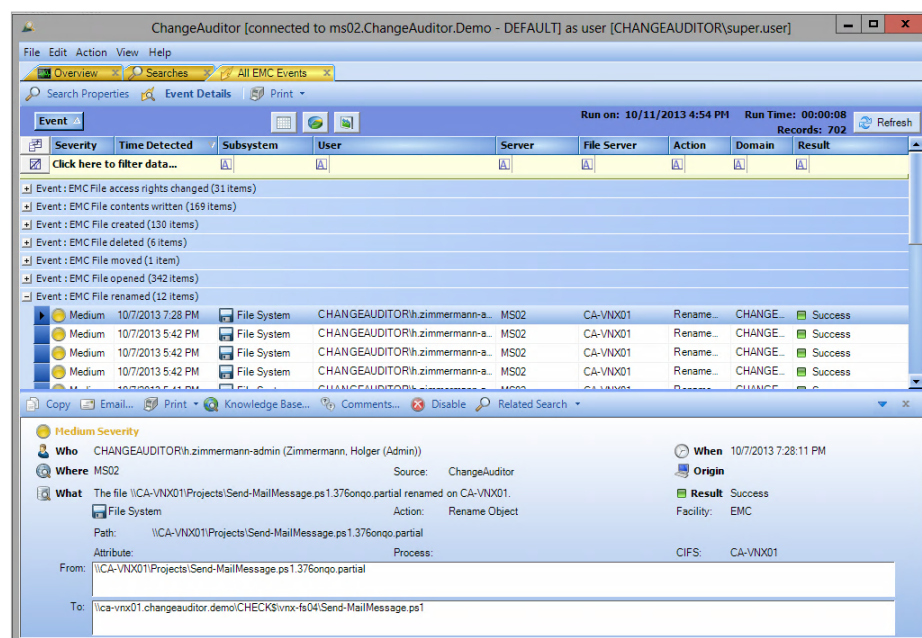 ChangeAuditor [connected to ms02.ChangeAuditor.Demo - DEFAULT] as user [CHANGEAUDITOR\super.user]
File Edit Action View Help
Overview Searches All EMC Events
Search Properties Event Details Print
Event Run on: 10/11/2013 4:54 PM Run Time: 00:00:08
Records: 702 Refresh
Severity Time Detected Subsystem User Server File Server Action Domain Result
Click here to filter data...
Event : EMC File access rights changed (31 items)
Event : EMC File contents written (169 items)
Event : EMC File created (130 items)
Event : EMC File deleted (6 items)
Event : EMC File moved (1 item)
Event : EMC File opened (342 items)
Event : EMC File renamed (12 items)
Medium 10/7/2013 7:28 PM File System CHANGEAUDITOR\h.zimmermann-a... MS02 CA-VNX01 Rename... CHANGE... Success
Medium 10/7/2013 5:42 PM File System CHANGEAUDITOR\h.zimmermann-a... MS02 CA-VNX01 Rename... CHANGE... Success
Medium 10/7/2013 5:42 PM File System CHANGEAUDITOR\h.zimmermann-a... MS02 CA-VNX01 Rename... CHANGE... Success
Medium 10/7/2013 5:42 PM File System CHANGEAUDITOR\h.zimmermann-a... MS02 CA-VNX01 Rename... CHANGE... Success
Copy Email... Print Knowledge Base... Comments... Disable Related Search
Medium Severity
Who CHANGEAUDITOR\h.zimmermann-admin (Zimmermann, Holger (Admin)) When 10/7/2013 7:28:11 PM
Where MS02 Source: ChangeAuditor Origin
What The file \\CA-VNX01\Projects\Send-MailMessage.ps1.376onqo.partial renamed on CA-VNX01. Result Success
File System Action: Rename Object Facility: EMC
Path: \\CA-VNX01\Projects\Send-MailMessage.ps1.376onqo.partial
Attribute: Process: CIFS: CA-VNX01
From: \\CA-VNX01\Projects\Send-MailMessage.ps1.376onqo.partial
To: \\ca-vnx01.changeauditor.demo\CHECK$\vnx-fs04\Send-MailMessage.ps1